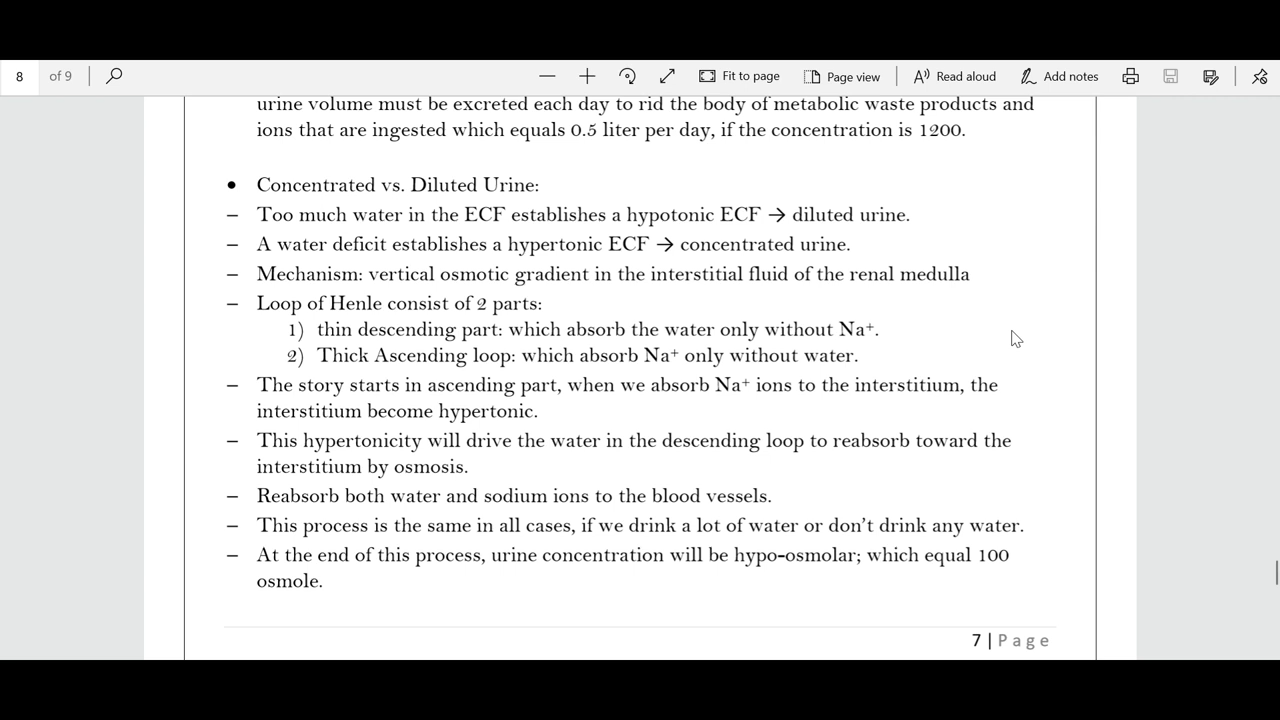 8 of 9 Fit to page Page view Read aloud Add notes
urine volume must be excreted each day to rid the body of metabolic waste products and
ions that are ingested which equals 0.5 liter per day, if the concentration is 1200.
• Concentrated vs. Diluted Urine:
– Too much water in the ECF establishes a hypotonic ECF → diluted urine.
– A water deficit establishes a hypertonic ECF → concentrated urine.
– Mechanism: vertical osmotic gradient in the interstitial fluid of the renal medulla
– Loop of Henle consist of 2 parts:
1) thin descending part: which absorb the water only without Na⁺.
2) Thick Ascending loop: which absorb Na⁺ only without water.
– The story starts in ascending part, when we absorb Na⁺ ions to the interstitium, the
interstitium become hypertonic.
– This hypertonicity will drive the water in the descending loop to reabsorb toward the
interstitium by osmosis.
– Reabsorb both water and sodium ions to the blood vessels.
– This process is the same in all cases, if we drink a lot of water or don’t drink any water.
– At the end of this process, urine concentration will be hypo-osmolar; which equal 100
osmole.
7 | Page